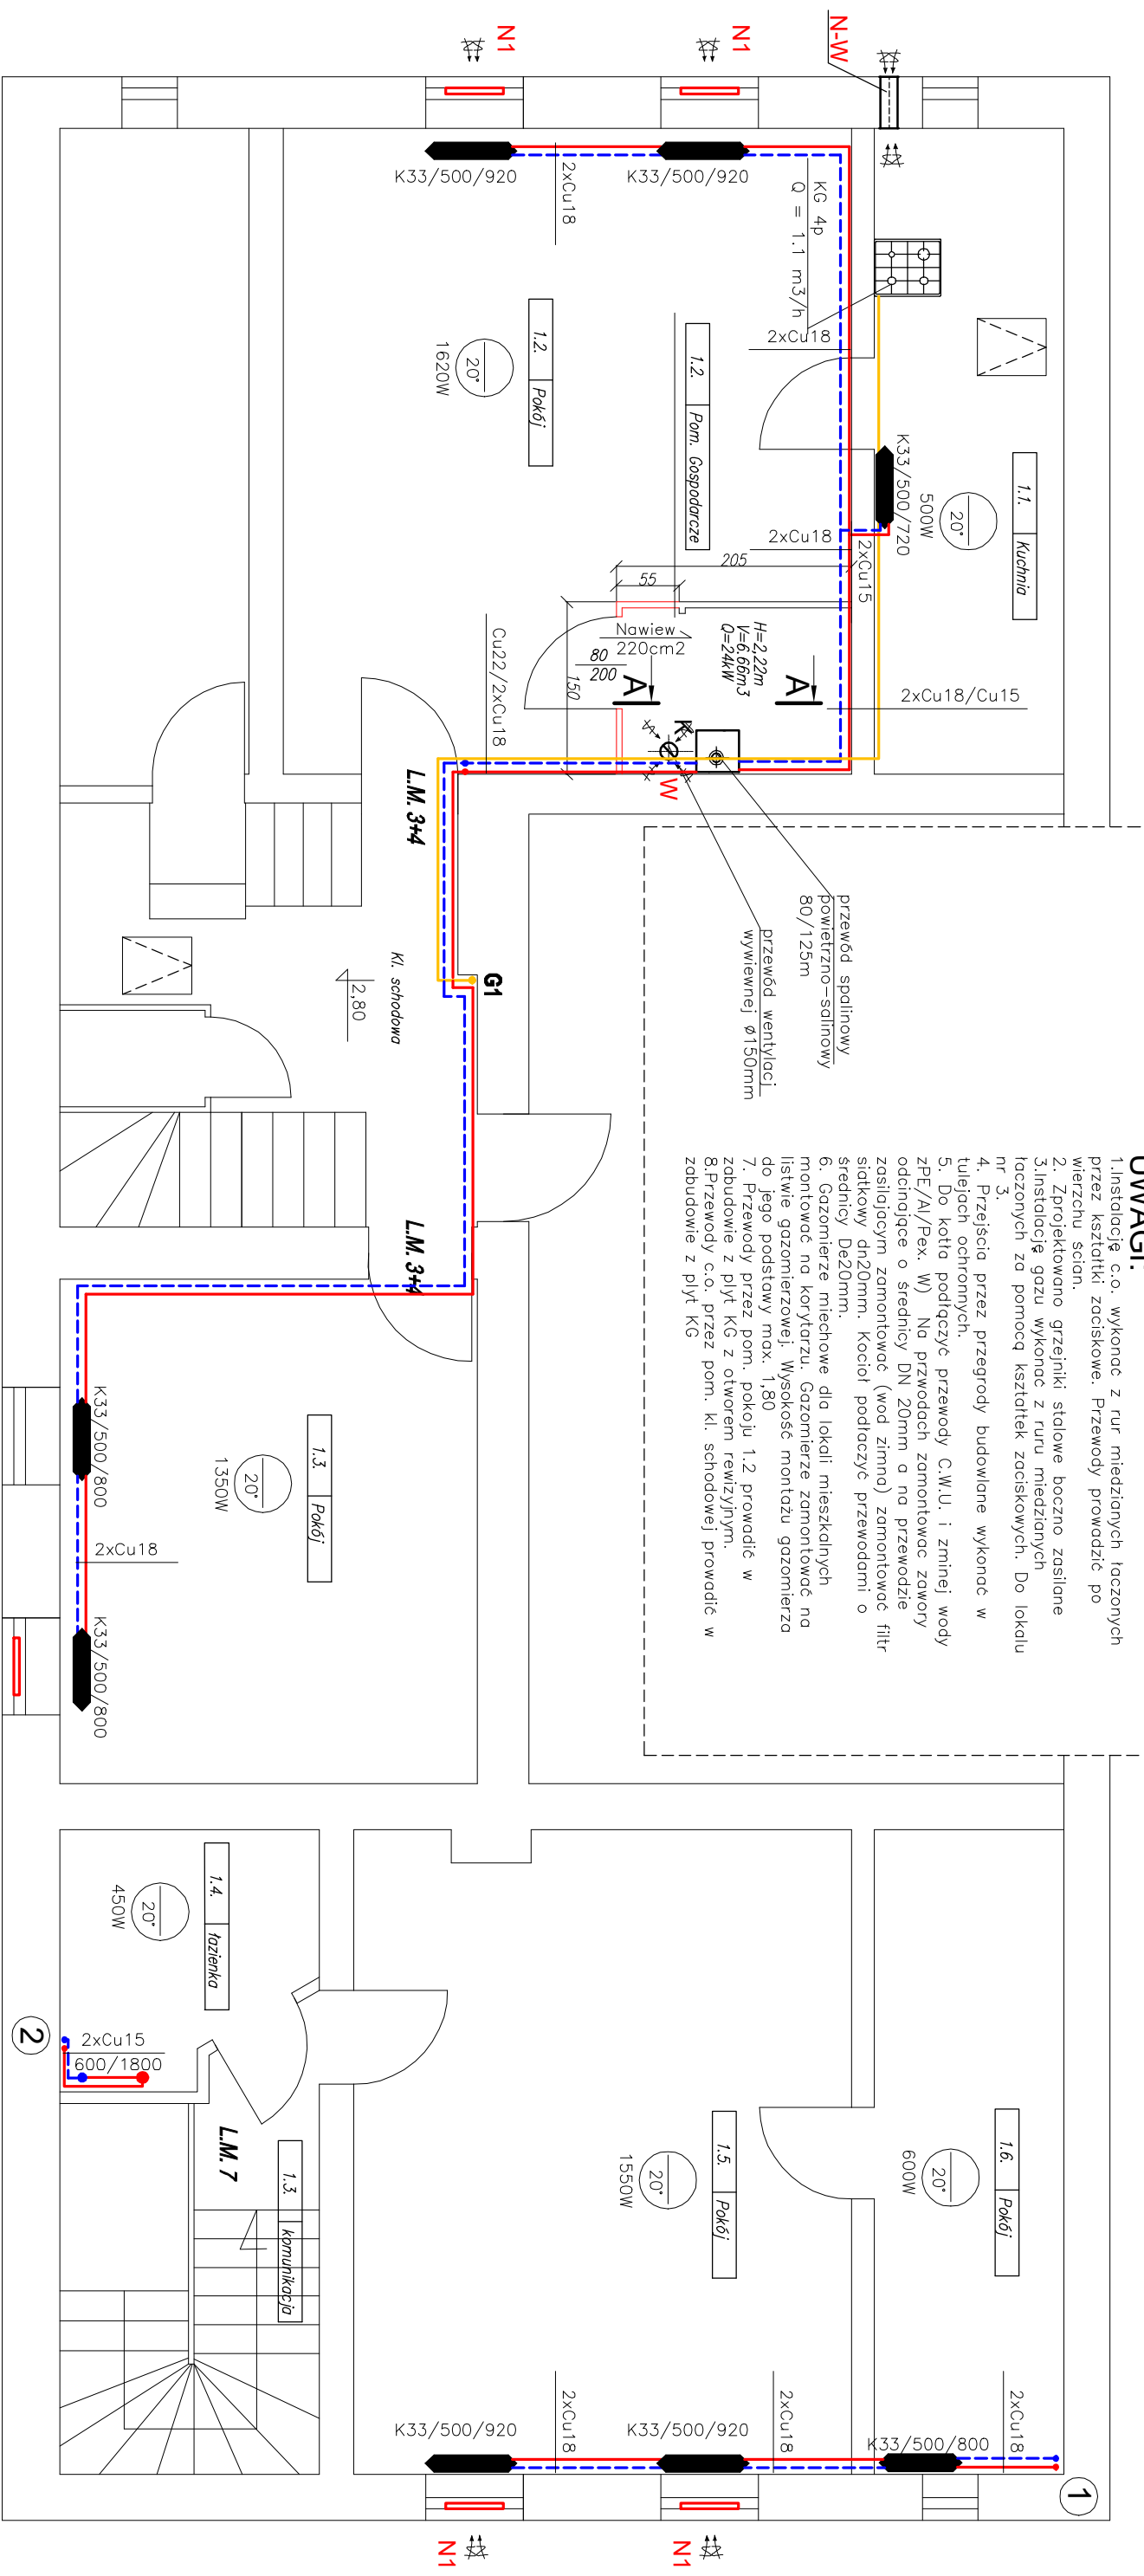 UWAGI:
1.Instalację c.o. wykonać z rur miedzianych łączonych
przez kształtki zaciskowe. Przewody prowadzić po
wierzchu ścian.
2. Zprojektowano grzejniki stalowe boczno zasilane
3.Instalację gazu wykonać z ruru miedzianych
łączonych za pomocą kształtek zaciskowych. Do lokalu
nr 3.
4. Przejścia przez przegrody budowlane wykonać w
tulejach ochronnych.
5. Do kotła podłączyć przewody C.W.U. i zminej wody
zPE/Al/Pex. W) Na przwodach zamontowac zawory
odcinające o średnicy DN 20mm a na przewodzie
zasilającym zamontować (wod zimna) zamontować filtr
siatkowy dn20mm. Kocioł podłaczyć przewodami o
średnicy De20mm.
6. Gazomierze miechowe dla lokali mieszkalnych
montować na korytarzu. Gazomierze zamontować na
listwie gazomierzowej. Wysokość montażu gazomierza
do jego podstawy max. 1,80
7. Przewody przez pom. pokoju 1.2 prowadić w
zabudowie z płyt KG z otworem rewizyjnym.
8.Przewody c.o. przez pom. kl. schodowej prowadić w
zabudowie z płyt KG
N-W
N1
N1
K33/500/920
K33/500/920
2xCu18
KG 4p
Q = 1.1 m3/h
2xCu18
1.1. Kuchnia
20°
500W
K33/500/720
2xCu18
2xCu15
1.2. Pom. Gospodarcze
1.2. Pokój
20°
1620W
205
55
150
Nawiew
220cm2
80
200
H=2,22m
V=6.66m3
Q=24kW
A
A
K
W
2xCu18/Cu15
Cu22/2xCu18
L.M. 3+4
przewód spalinowy
powietrzno-salinowy
80/125m
przewód wentylacj
wywiewnej Ø150mm
G1
Kl. schodowa
2,80
L.M. 3+4
K33/500/800
2xCu18
K33/500/800
1.3. Pokój
20°
1350W
1.4. łazienka
20°
450W
2xCu15
600/1800
2
L.M. 7
1.3. komunikacja
1.5. Pokój
20°
1550W
1.6. Pokój
20°
600W
2xCu18
2xCu18
2xCu18
K33/500/920
K33/500/920
K33/500/800
1
N1
N1